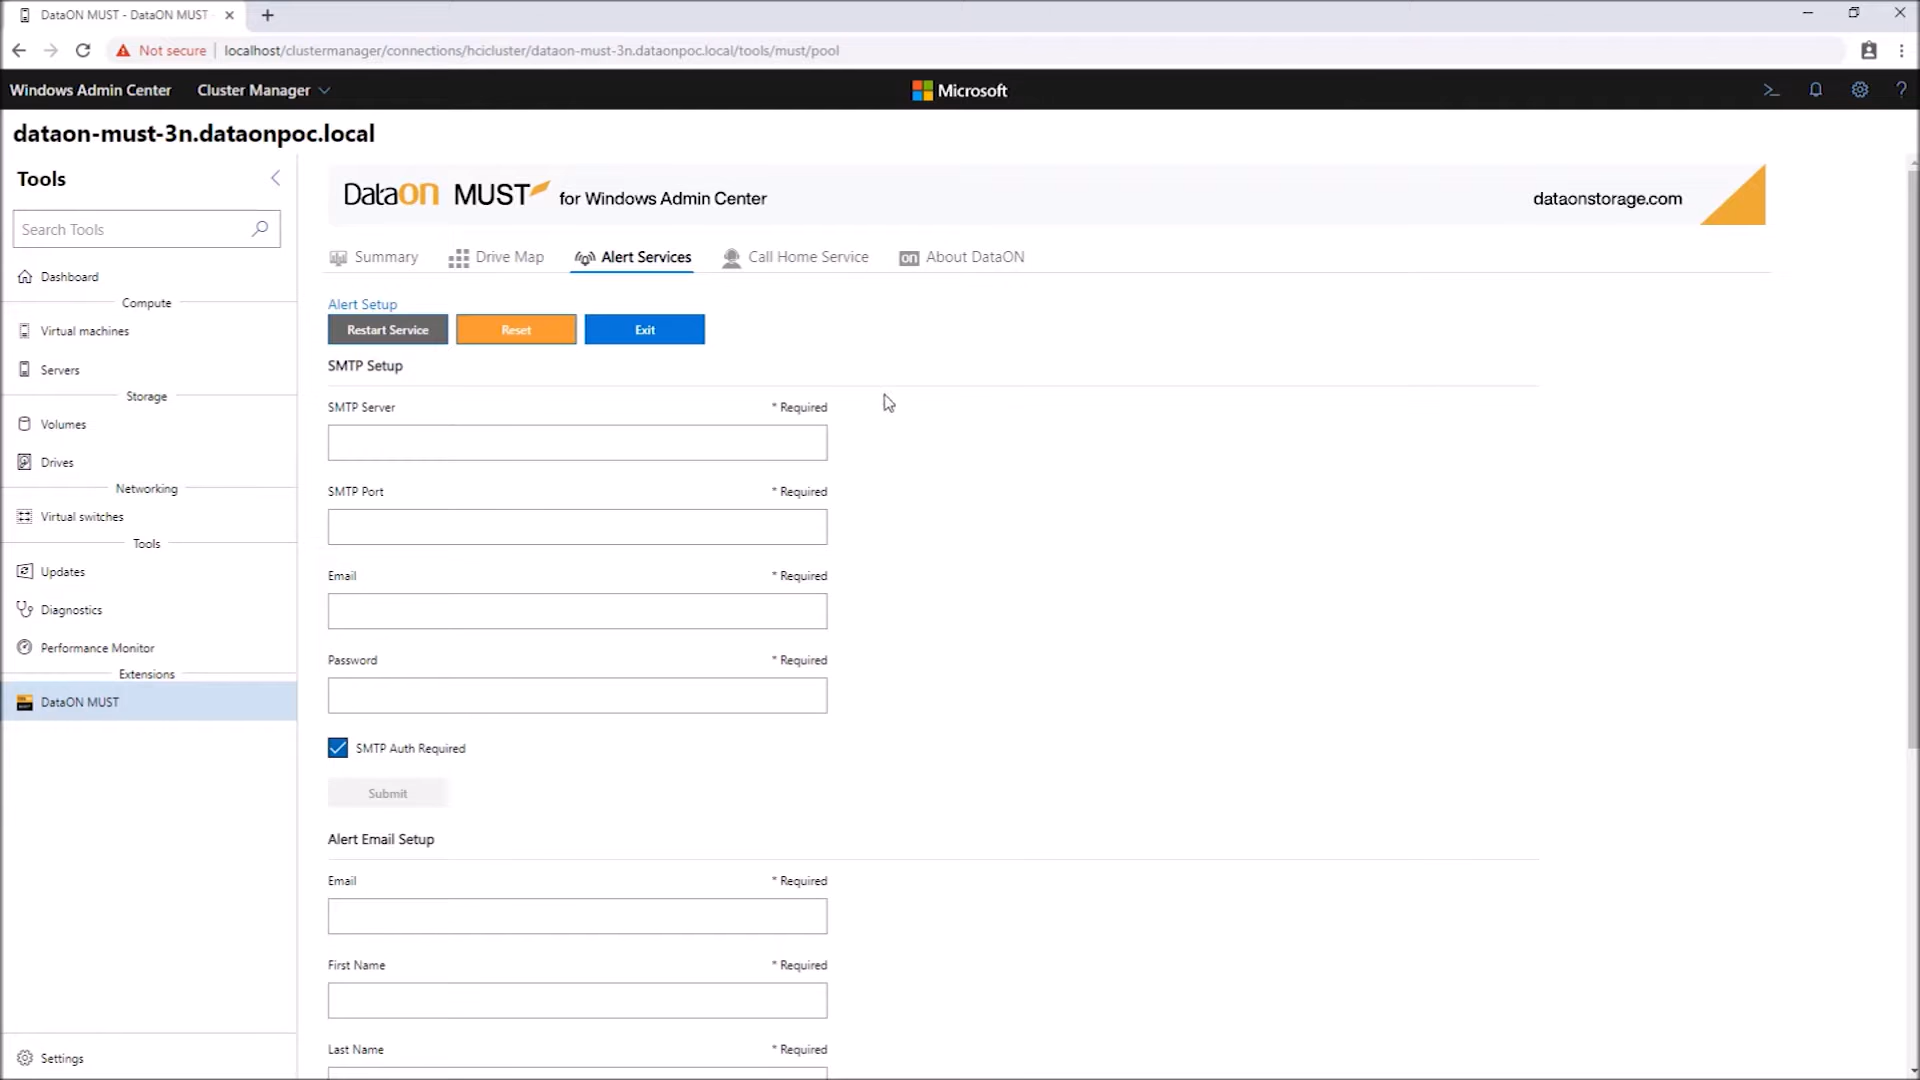 DataON MUST - DataON MUST
Not secure | localhost/clustermanager/connections/hcicluster/dataon-must-3n.dataonpoc.local/tools/must/pool
Windows Admin Center Cluster Manager Microsoft
dataon-must-3n.dataonpoc.local
Tools
Search Tools
Dashboard
Compute
Virtual machines
Servers
Storage
Volumes
Drives
Networking
Virtual switches
Tools
Updates
Diagnostics
Performance Monitor
Extensions
DataON MUST
Settings
DataON MUST for Windows Admin Center dataonstorage.com
Summary Drive Map Alert Services Call Home Service on About DataON
Alert Setup
Restart Service Reset Exit
SMTP Setup
SMTP Server * Required
SMTP Port * Required
Email * Required
Password * Required
SMTP Auth Required
Submit
Alert Email Setup
Email * Required
First Name * Required
Last Name * Required